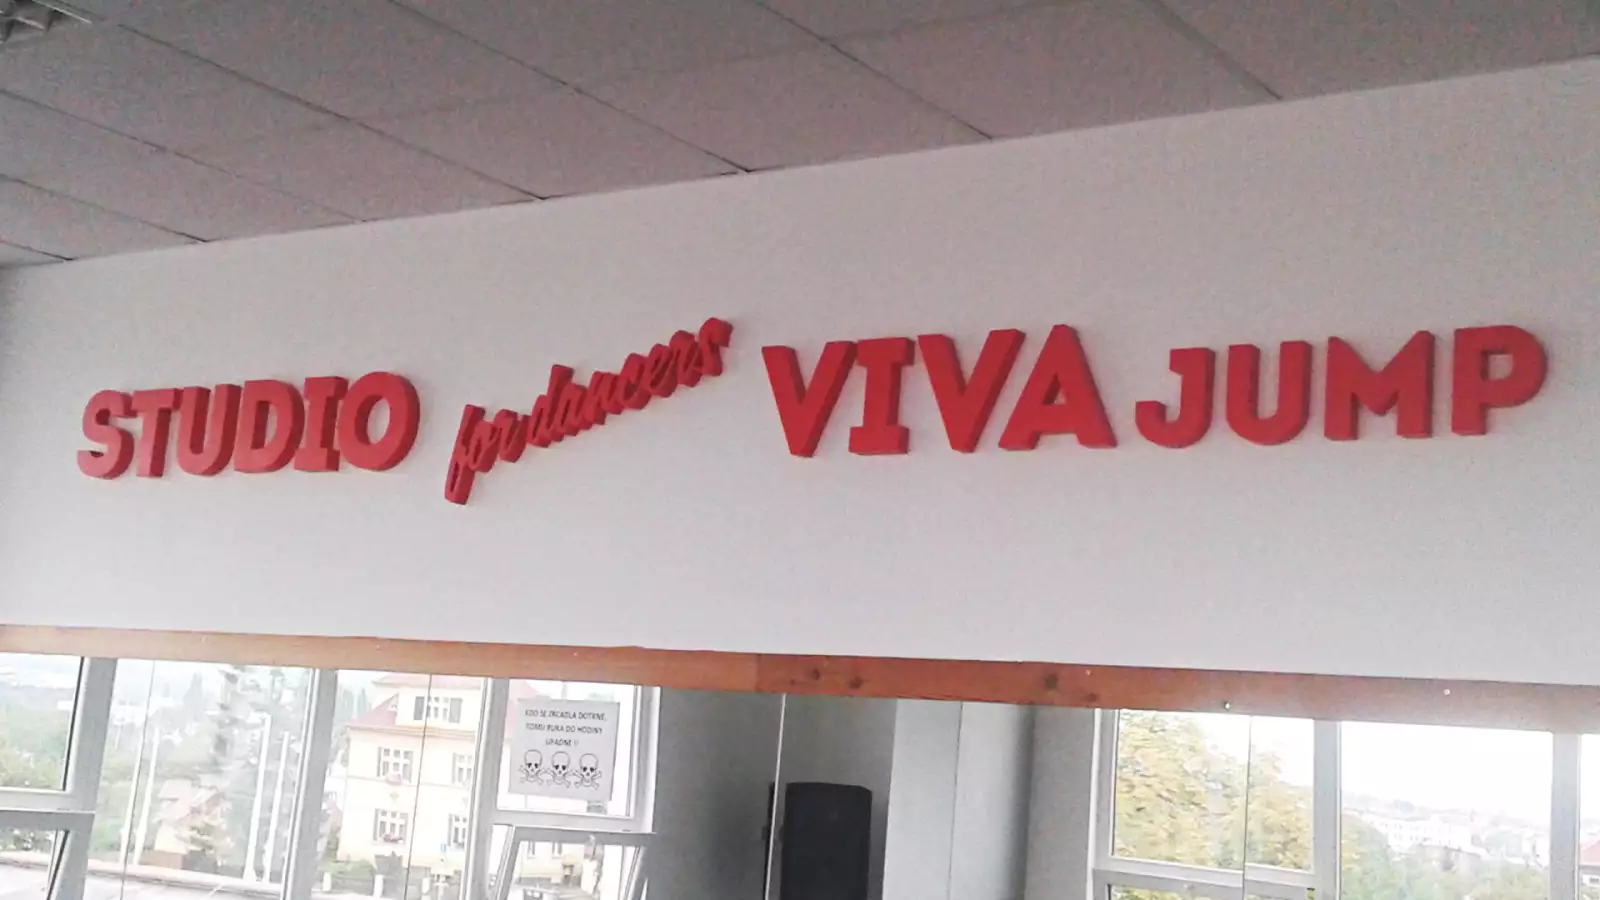 STUDIO for dancers VIVA JUMP
KDO SE ZRCADLA DOTKNE,
TOMU RUKA DO HODINY
UPADNE !!